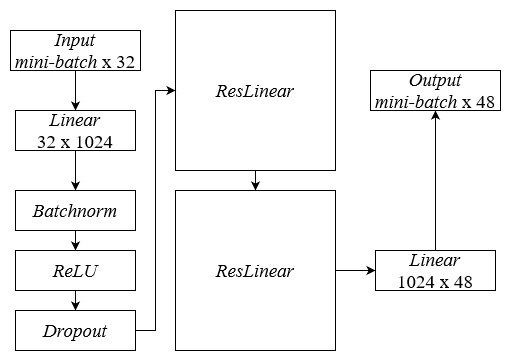 Input
mini-batch x 32
Linear
32 x 1024
Batchnorm
ReLU
Dropout
ResLinear
ResLinear
Linear
1024 x 48
Output
mini-batch x 48